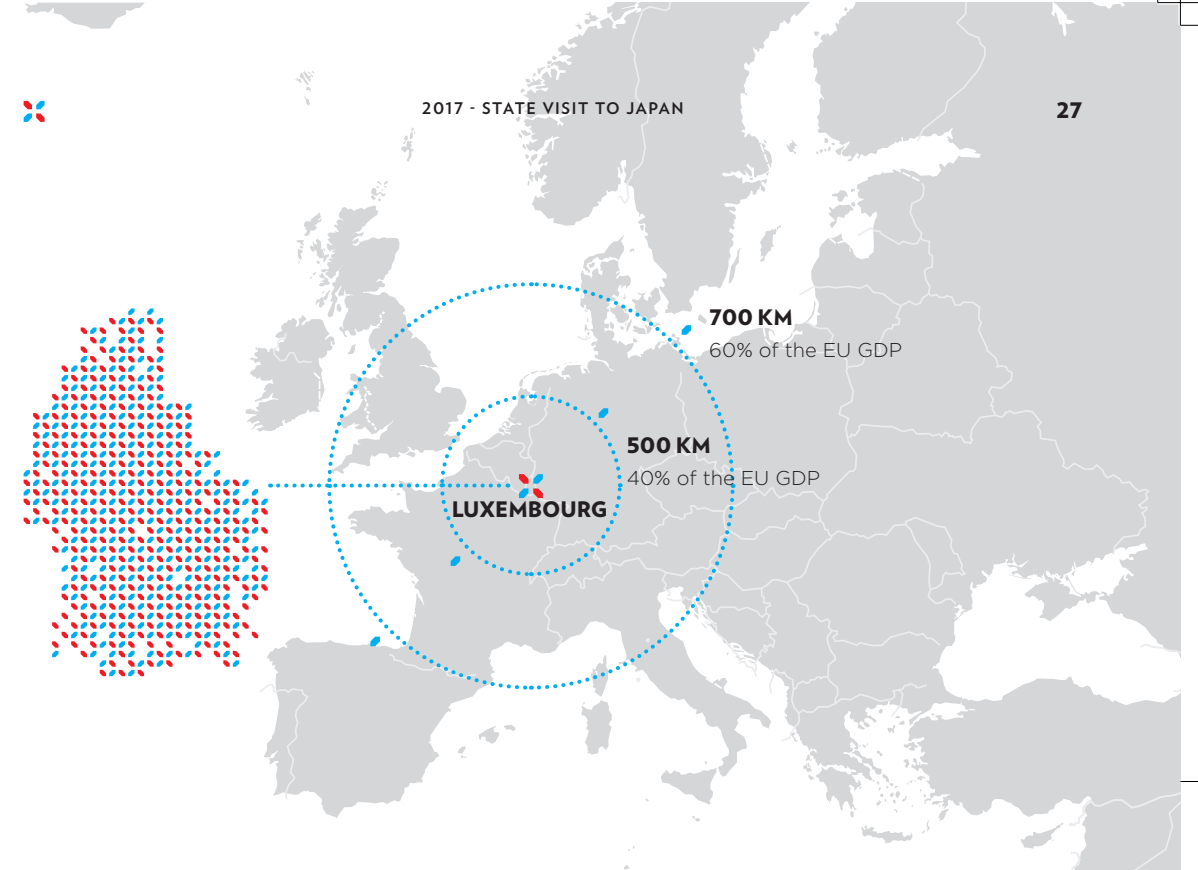 2017 - STATE VISIT TO JAPAN
27
700 KM
60% of the EU GDP
500 KM
40% of the EU GDP
LUXEMBOURG